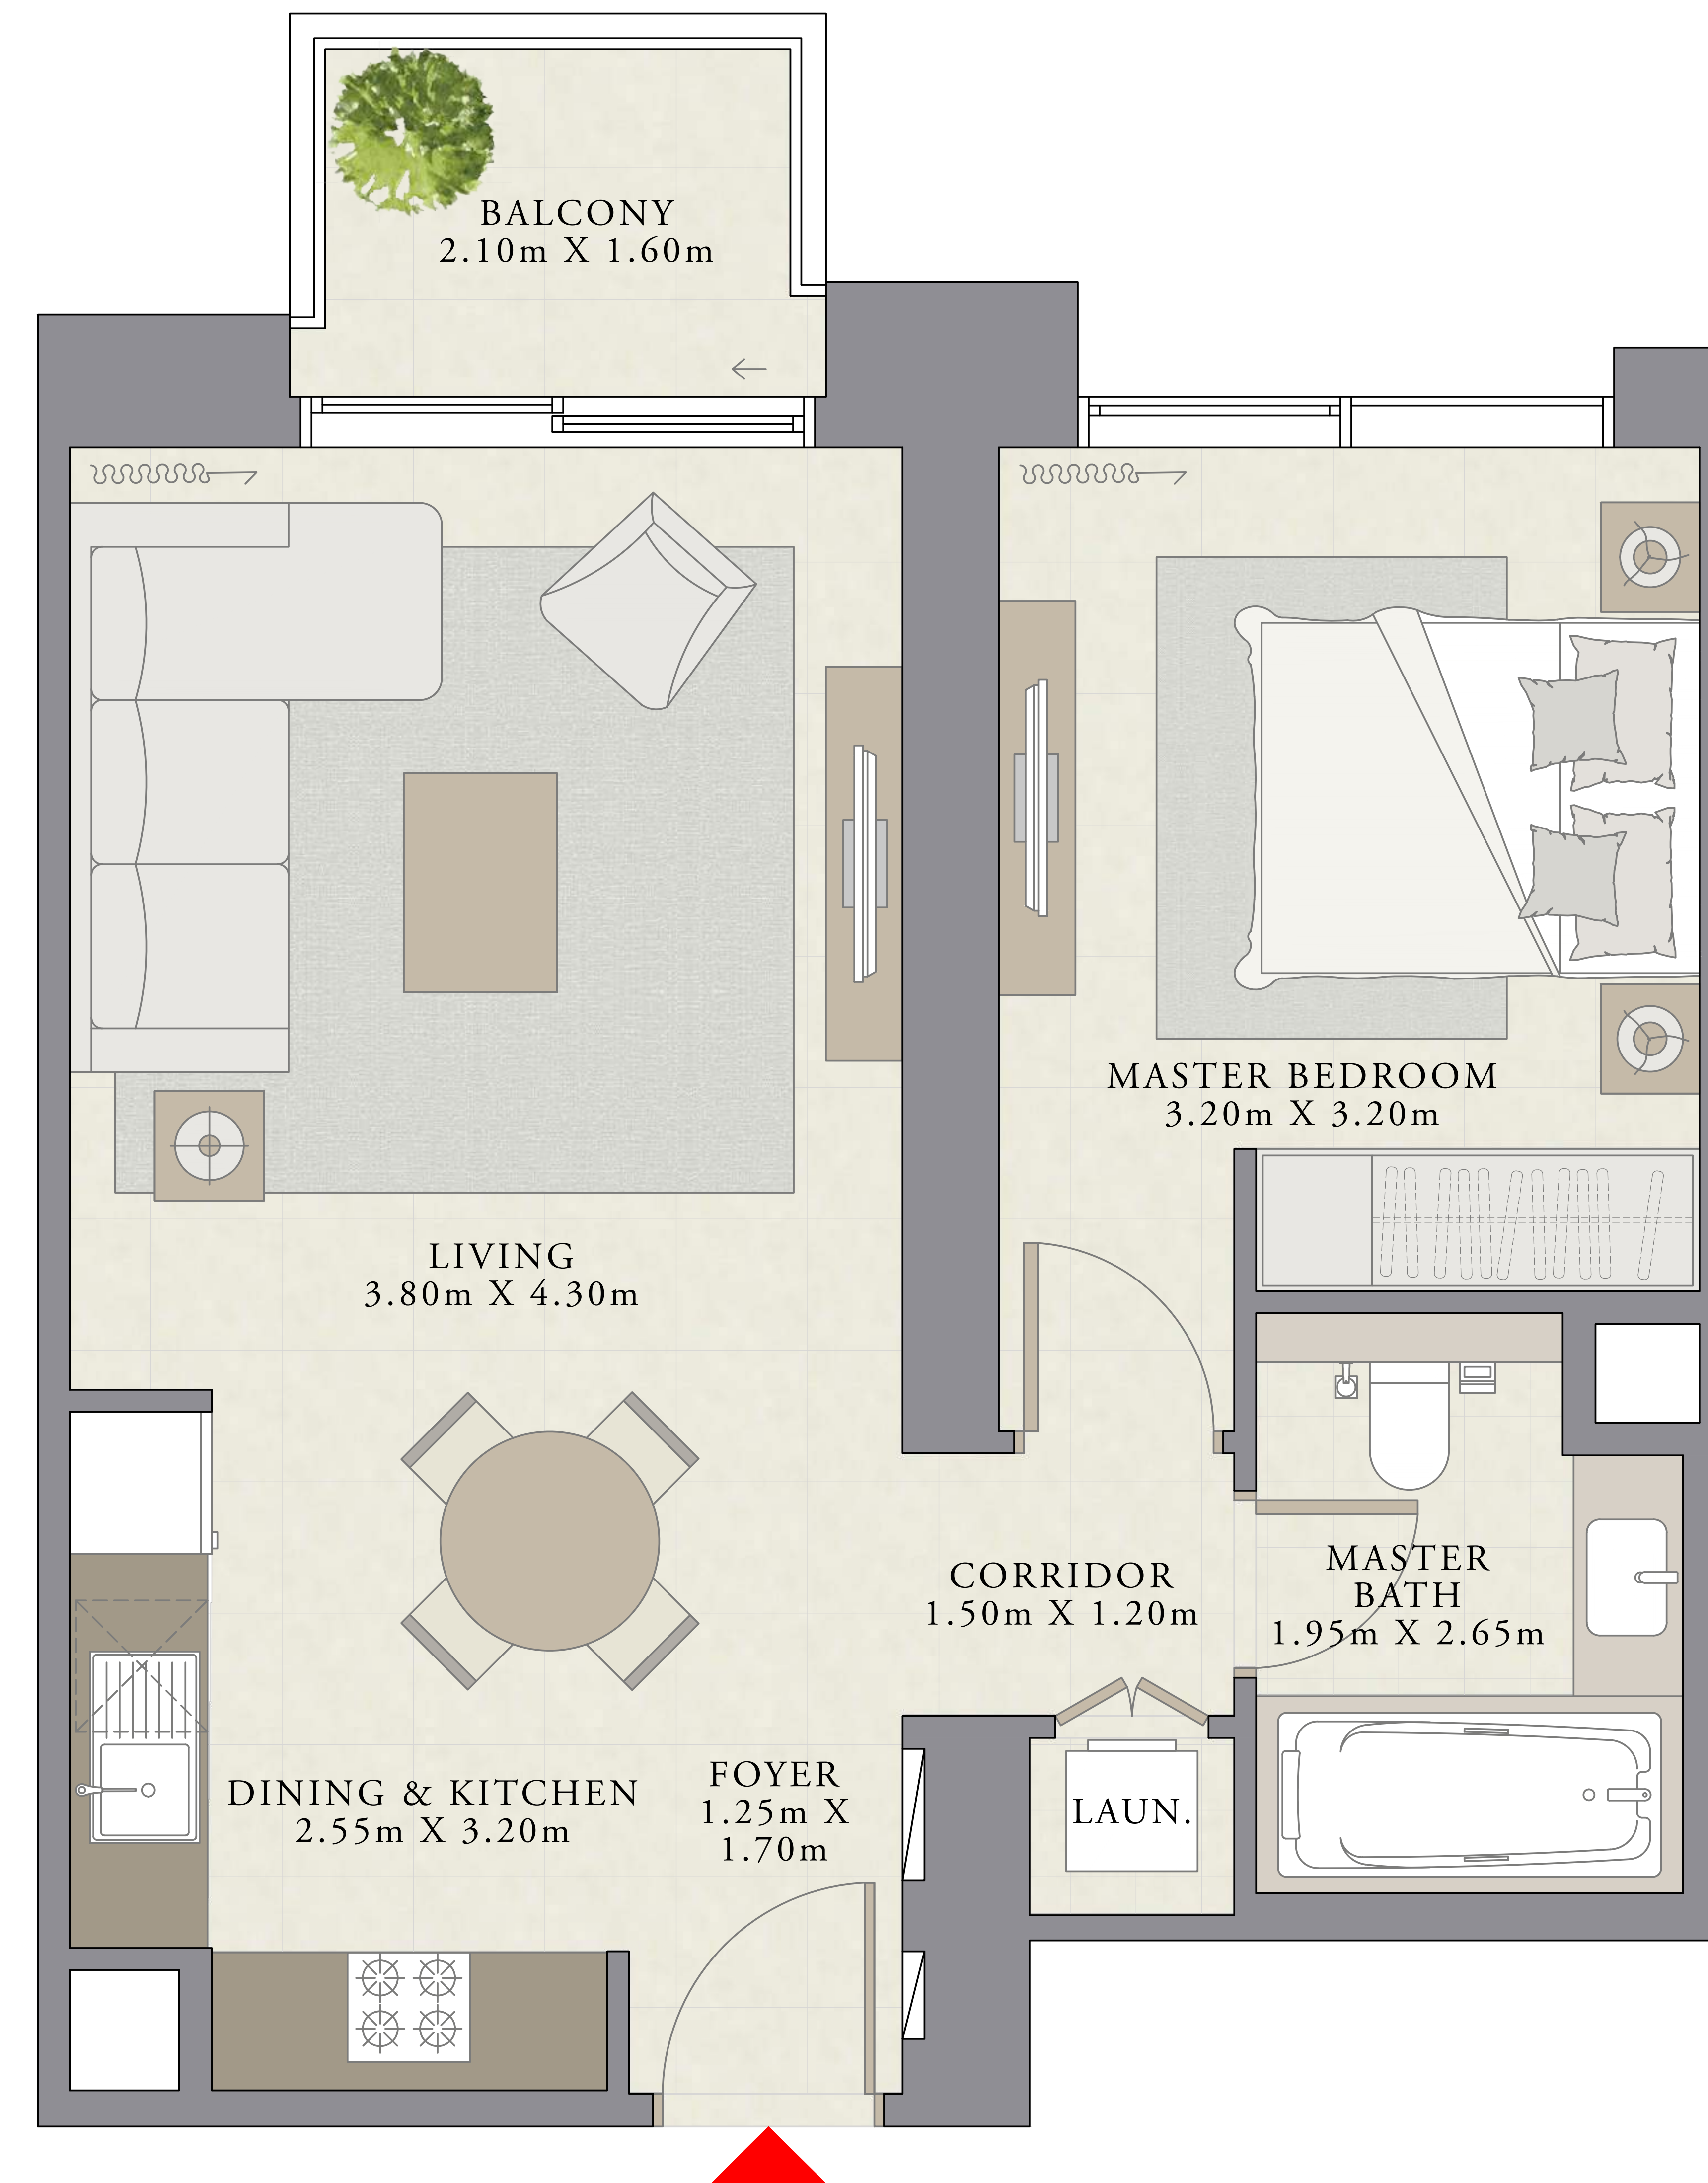 BALCONY
2.10m X 1.60m
MASTER BEDROOM
3.20m X 3.20m
LIVING
3.80m X 4.30m
CORRIDOR
1.50m X 1.20m
MASTER
BATH
1.95m X 2.65m
DINING & KITCHEN
2.55m X 3.20m
FOYER
1.25m X
1.70m
LAUN.